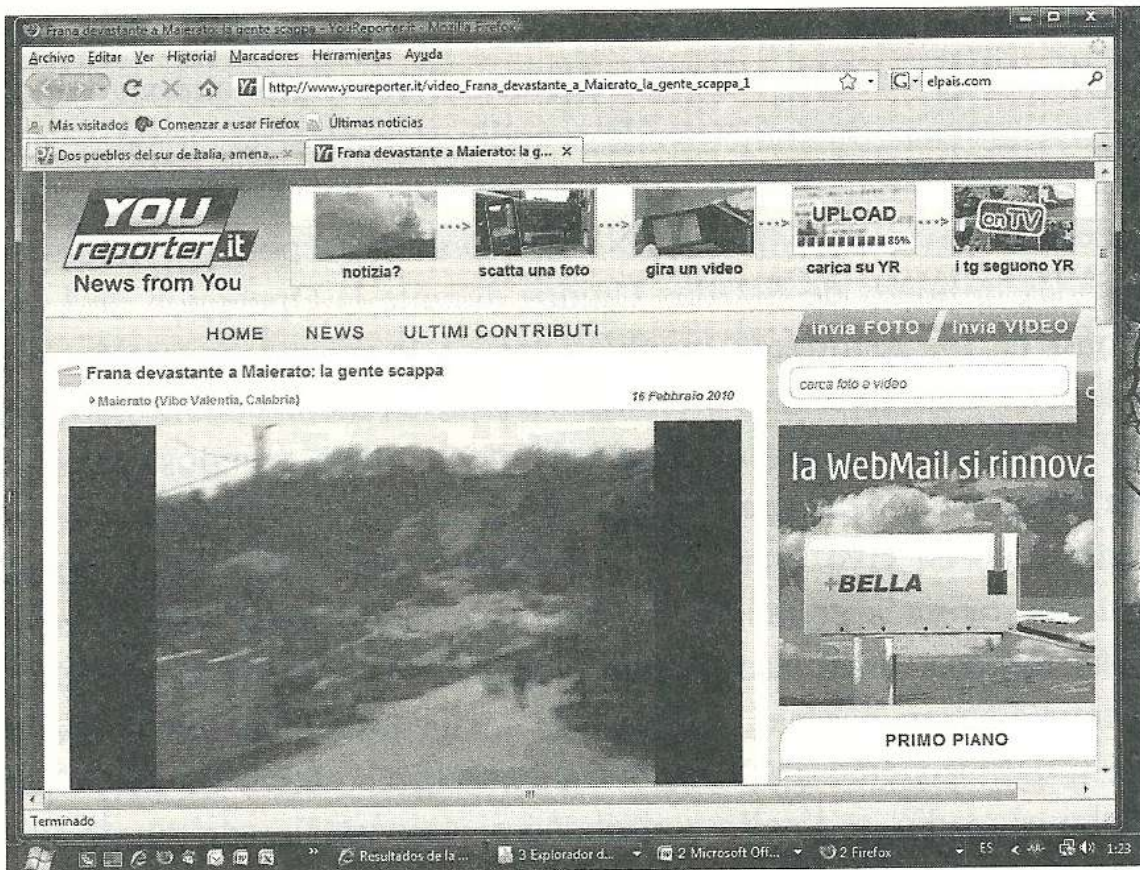 Frana devastante a Maierato: la gente scappa - YouReporter.it - Mozilla Firefox
Archivo Editar Ver Historial Marcadores Herramientas Ayuda
http://www.youreporter.it/video_Frana_devastante_a_Maierato_la_gente_scappa_1
elpais.com
Más visitados Comenzar a usar Firefox Últimas noticias
Dos pueblos del sur de Italia, amena...
Frana devastante a Maierato: la g...
YOU
reporter.it
News from You
notizia?
scatta una foto
gira un video
UPLOAD
85%
carica su YR
onTV
i tg seguono YR
HOME NEWS ULTIMI CONTRIBUTI
invia FOTO invia VIDEO
Frana devastante a Maierato: la gente scappa
Maierato (Vibo Valentia, Calabria)
16 Febbraio 2010
cerca foto e video
la WebMail si rinnova
+BELLA
PRIMO PIANO
Terminado
Resultados de la ...
3 Explorador d...
2 Microsoft Off...
2 Firefox
ES
1:23